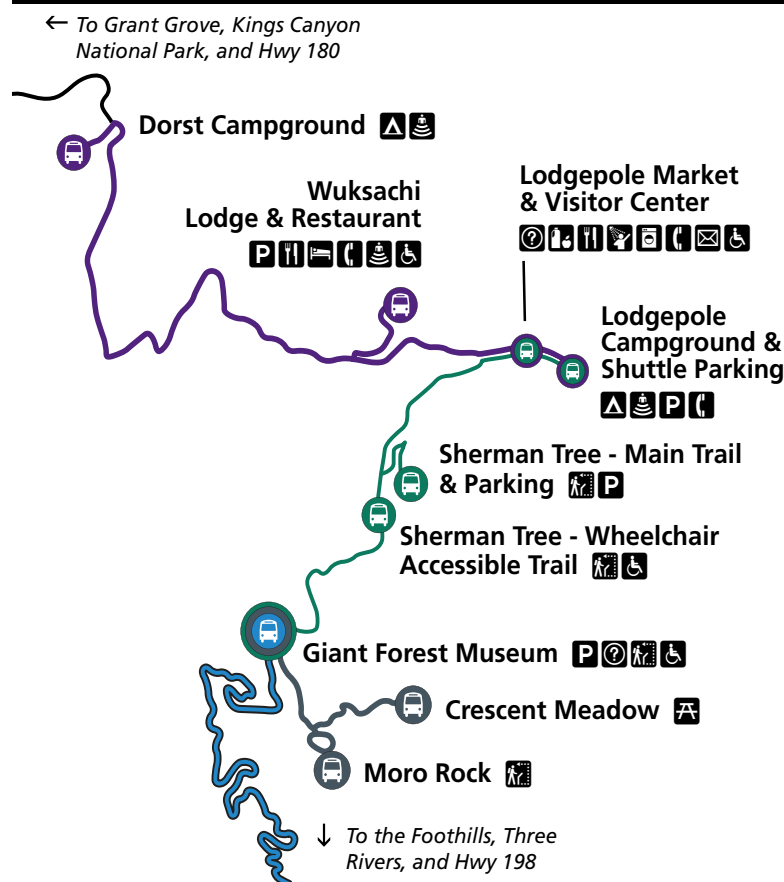 ← To Grant Grove, Kings Canyon
National Park, and Hwy 180
Dorst Campground
Wuksachi
Lodge & Restaurant
P
Lodgepole Market
& Visitor Center
?
Lodgepole
Campground &
Shuttle Parking
P
Sherman Tree - Main Trail
& Parking P
Sherman Tree - Wheelchair
Accessible Trail
Giant Forest Museum P ?
Crescent Meadow
Moro Rock
↓ To the Foothills, Three
Rivers, and Hwy 198